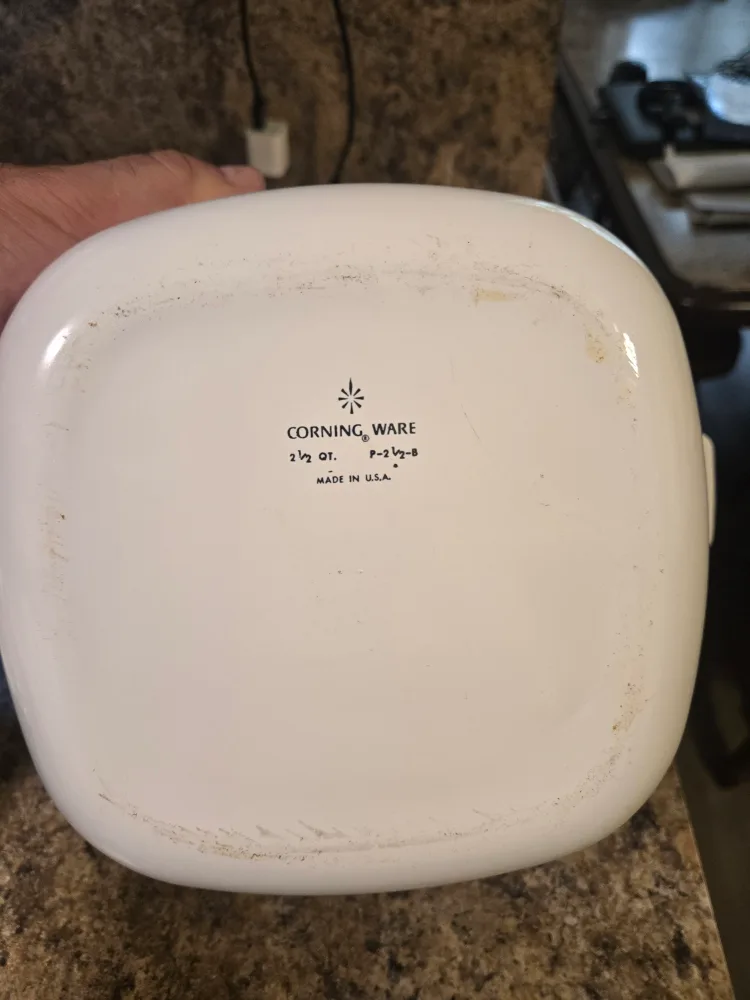 CORNING® WARE
2½ QT. P-2½-B
MADE IN U.S.A.